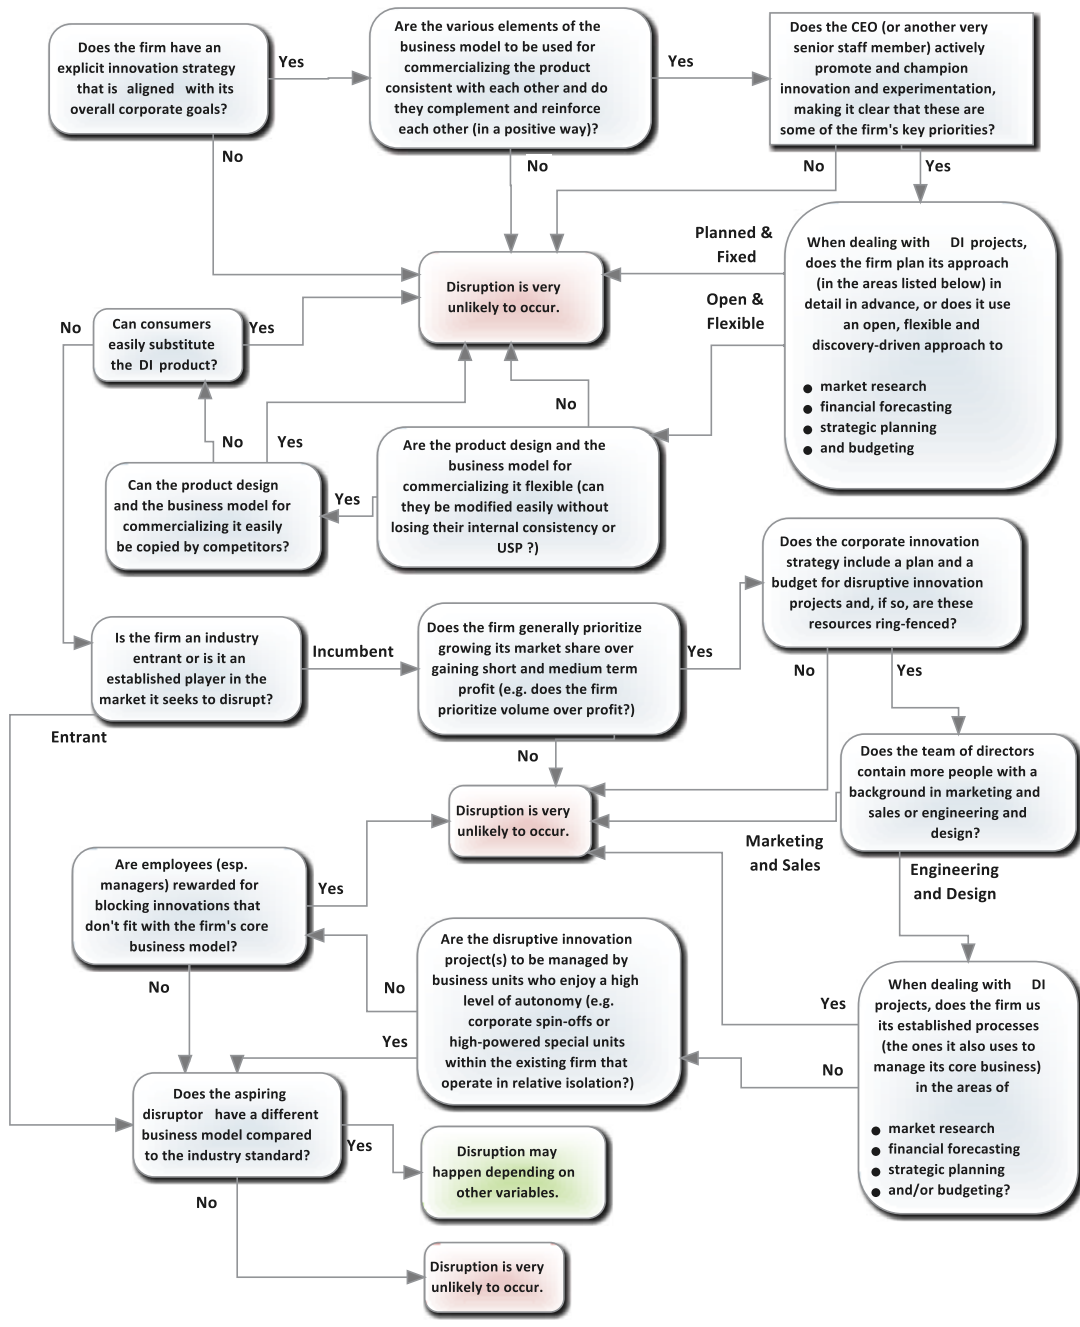 Does the firm have an
explicit innovation strategy
that is aligned with its
overall corporate goals?
Yes
No
Are the various elements of the
business model to be used for
commercializing the product
consistent with each other and do
they complement and reinforce
each other (in a positive way)?
Yes
No
Does the CEO (or another very
senior staff member) actively
promote and champion
innovation and experimentation,
making it clear that these are
some of the firm's key priorities?
No
Yes
When dealing with DI projects,
does the firm plan its approach
(in the areas listed below) in
detail in advance, or does it use
an open, flexible and
discovery-driven approach to
● market research
● financial forecasting
● strategic planning
● and budgeting
Planned &
Fixed
Open &
Flexible
Disruption is very
unlikely to occur.
No
Can consumers
easily substitute
the DI product?
Yes
No
Yes
Can the product design
and the business model for
commercializing it easily
be copied by competitors?
Yes
No
Are the product design and the
business model for
commercializing it flexible (can
they be modified easily without
losing their internal consistency or
USP ?)
Does the corporate innovation
strategy include a plan and a
budget for disruptive innovation
projects and, if so, are these
resources ring-fenced?
No
Yes
Is the firm an industry
entrant or is it an
established player in the
market it seeks to disrupt?
Incumbent
Entrant
Does the firm generally prioritize
growing its market share over
gaining short and medium term
profit (e.g. does the firm
prioritize volume over profit?)
Yes
No
Does the team of directors
contain more people with a
background in marketing and
sales or engineering and
design?
Marketing
and Sales
Engineering
and Design
Disruption is very
unlikely to occur.
Are employees (esp.
managers) rewarded for
blocking innovations that
don't fit with the firm's core
business model?
Yes
No
Are the disruptive innovation
project(s) to be managed by
business units who enjoy a high
level of autonomy (e.g.
corporate spin-offs or
high-powered special units
within the existing firm that
operate in relative isolation?)
No
Yes
When dealing with DI
projects, does the firm us
its established processes
(the ones it also uses to
manage its core business)
in the areas of
● market research
● financial forecasting
● strategic planning
● and/or budgeting?
Yes
No
Does the aspiring
disruptor have a different
business model compared
to the industry standard?
Yes
No
Disruption may
happen depending on
other variables.
Disruption is very
unlikely to occur.